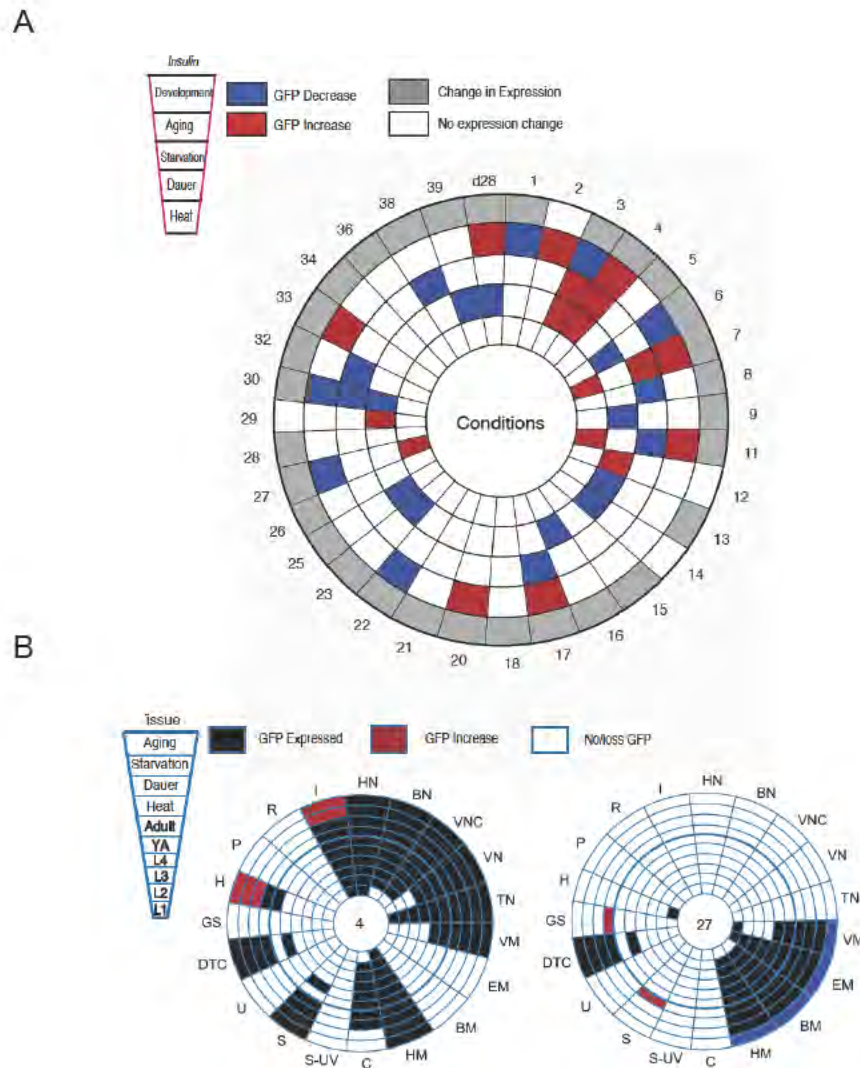 A
Insulin
Development
Aging
Starvation
Dauer
Heat
GFP Decrease
GFP Increase
Change in Expression
No expression change
d28
1
2
3
4
5
6
7
8
9
11
12
13
14
15
16
17
18
20
21
22
23
25
26
27
28
29
30
32
33
34
36
38
39
Conditions
B
Tissue
Aging
Starvation
Dauer
Heat
Adult
YA
L4
L3
L2
L1
GFP Expressed
GFP Increase
No/loss GFP
HN
BN
VNC
VN
TN
VM
EM
BM
HM
C
S-UV
S
U
DTC
GS
H
P
R
I
4
HN
BN
VNC
VN
TN
VM
EM
BM
HM
C
S-UV
S
U
DTC
GS
H
P
R
I
27